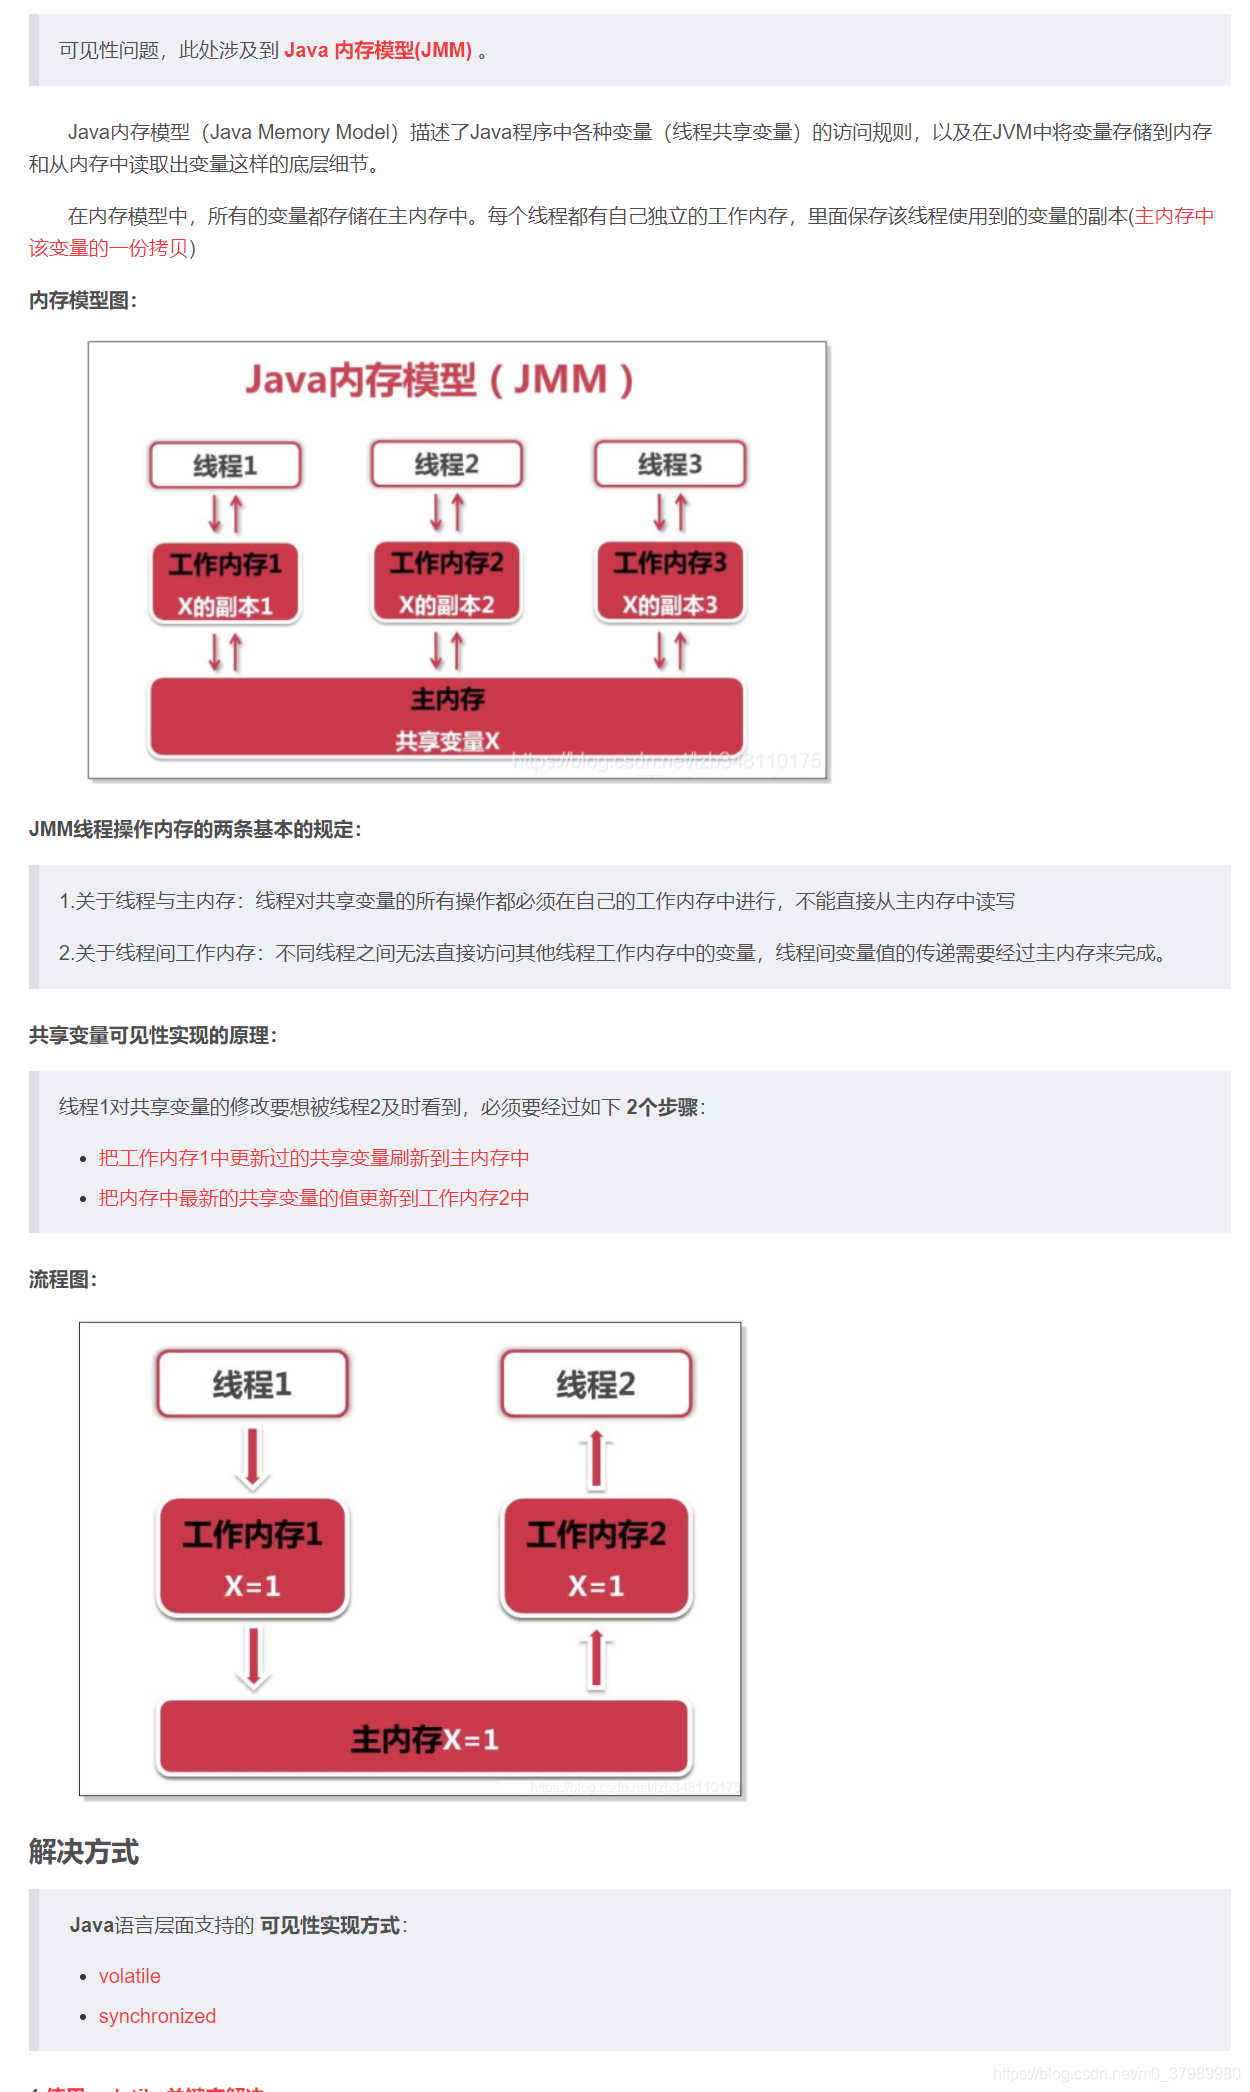 可见性问题，此处涉及到 Java 内存模型(JMM) 。
Java内存模型（Java Memory Model）描述了Java程序中各种变量（线程共享变量）的访问规则，以及在JVM中将变量存储到内存
和从内存中读取出变量这样的底层细节。
在内存模型中，所有的变量都存储在主内存中。每个线程都有自己独立的工作内存，里面保存该线程使用到的变量的副本(主内存中
该变量的一份拷贝)
内存模型图：
Java内存模型（JMM）
线程1 线程2 线程3
工作内存1 工作内存2 工作内存3
X的副本1 X的副本2 X的副本3
主内存
共享变量X
https://blog.csdn.net/lzb348110175
JMM线程操作内存的两条基本的规定：
1.关于线程与主内存：线程对共享变量的所有操作都必须在自己的工作内存中进行，不能直接从主内存中读写
2.关于线程间工作内存：不同线程之间无法直接访问其他线程工作内存中的变量，线程间变量值的传递需要经过主内存来完成。
共享变量可见性实现的原理：
线程1对共享变量的修改要想被线程2及时看到，必须要经过如下 2个步骤：
• 把工作内存1中更新过的共享变量刷新到主内存中
• 把内存中最新的共享变量的值更新到工作内存2中
流程图：
线程1 线程2
工作内存1 工作内存2
X=1 X=1
主内存X=1
https://blog.csdn.net/lzb348110175
解决方式
Java语言层面支持的 可见性实现方式：
• volatile
• synchronized
https://blog.csdn.net/m0_37989980